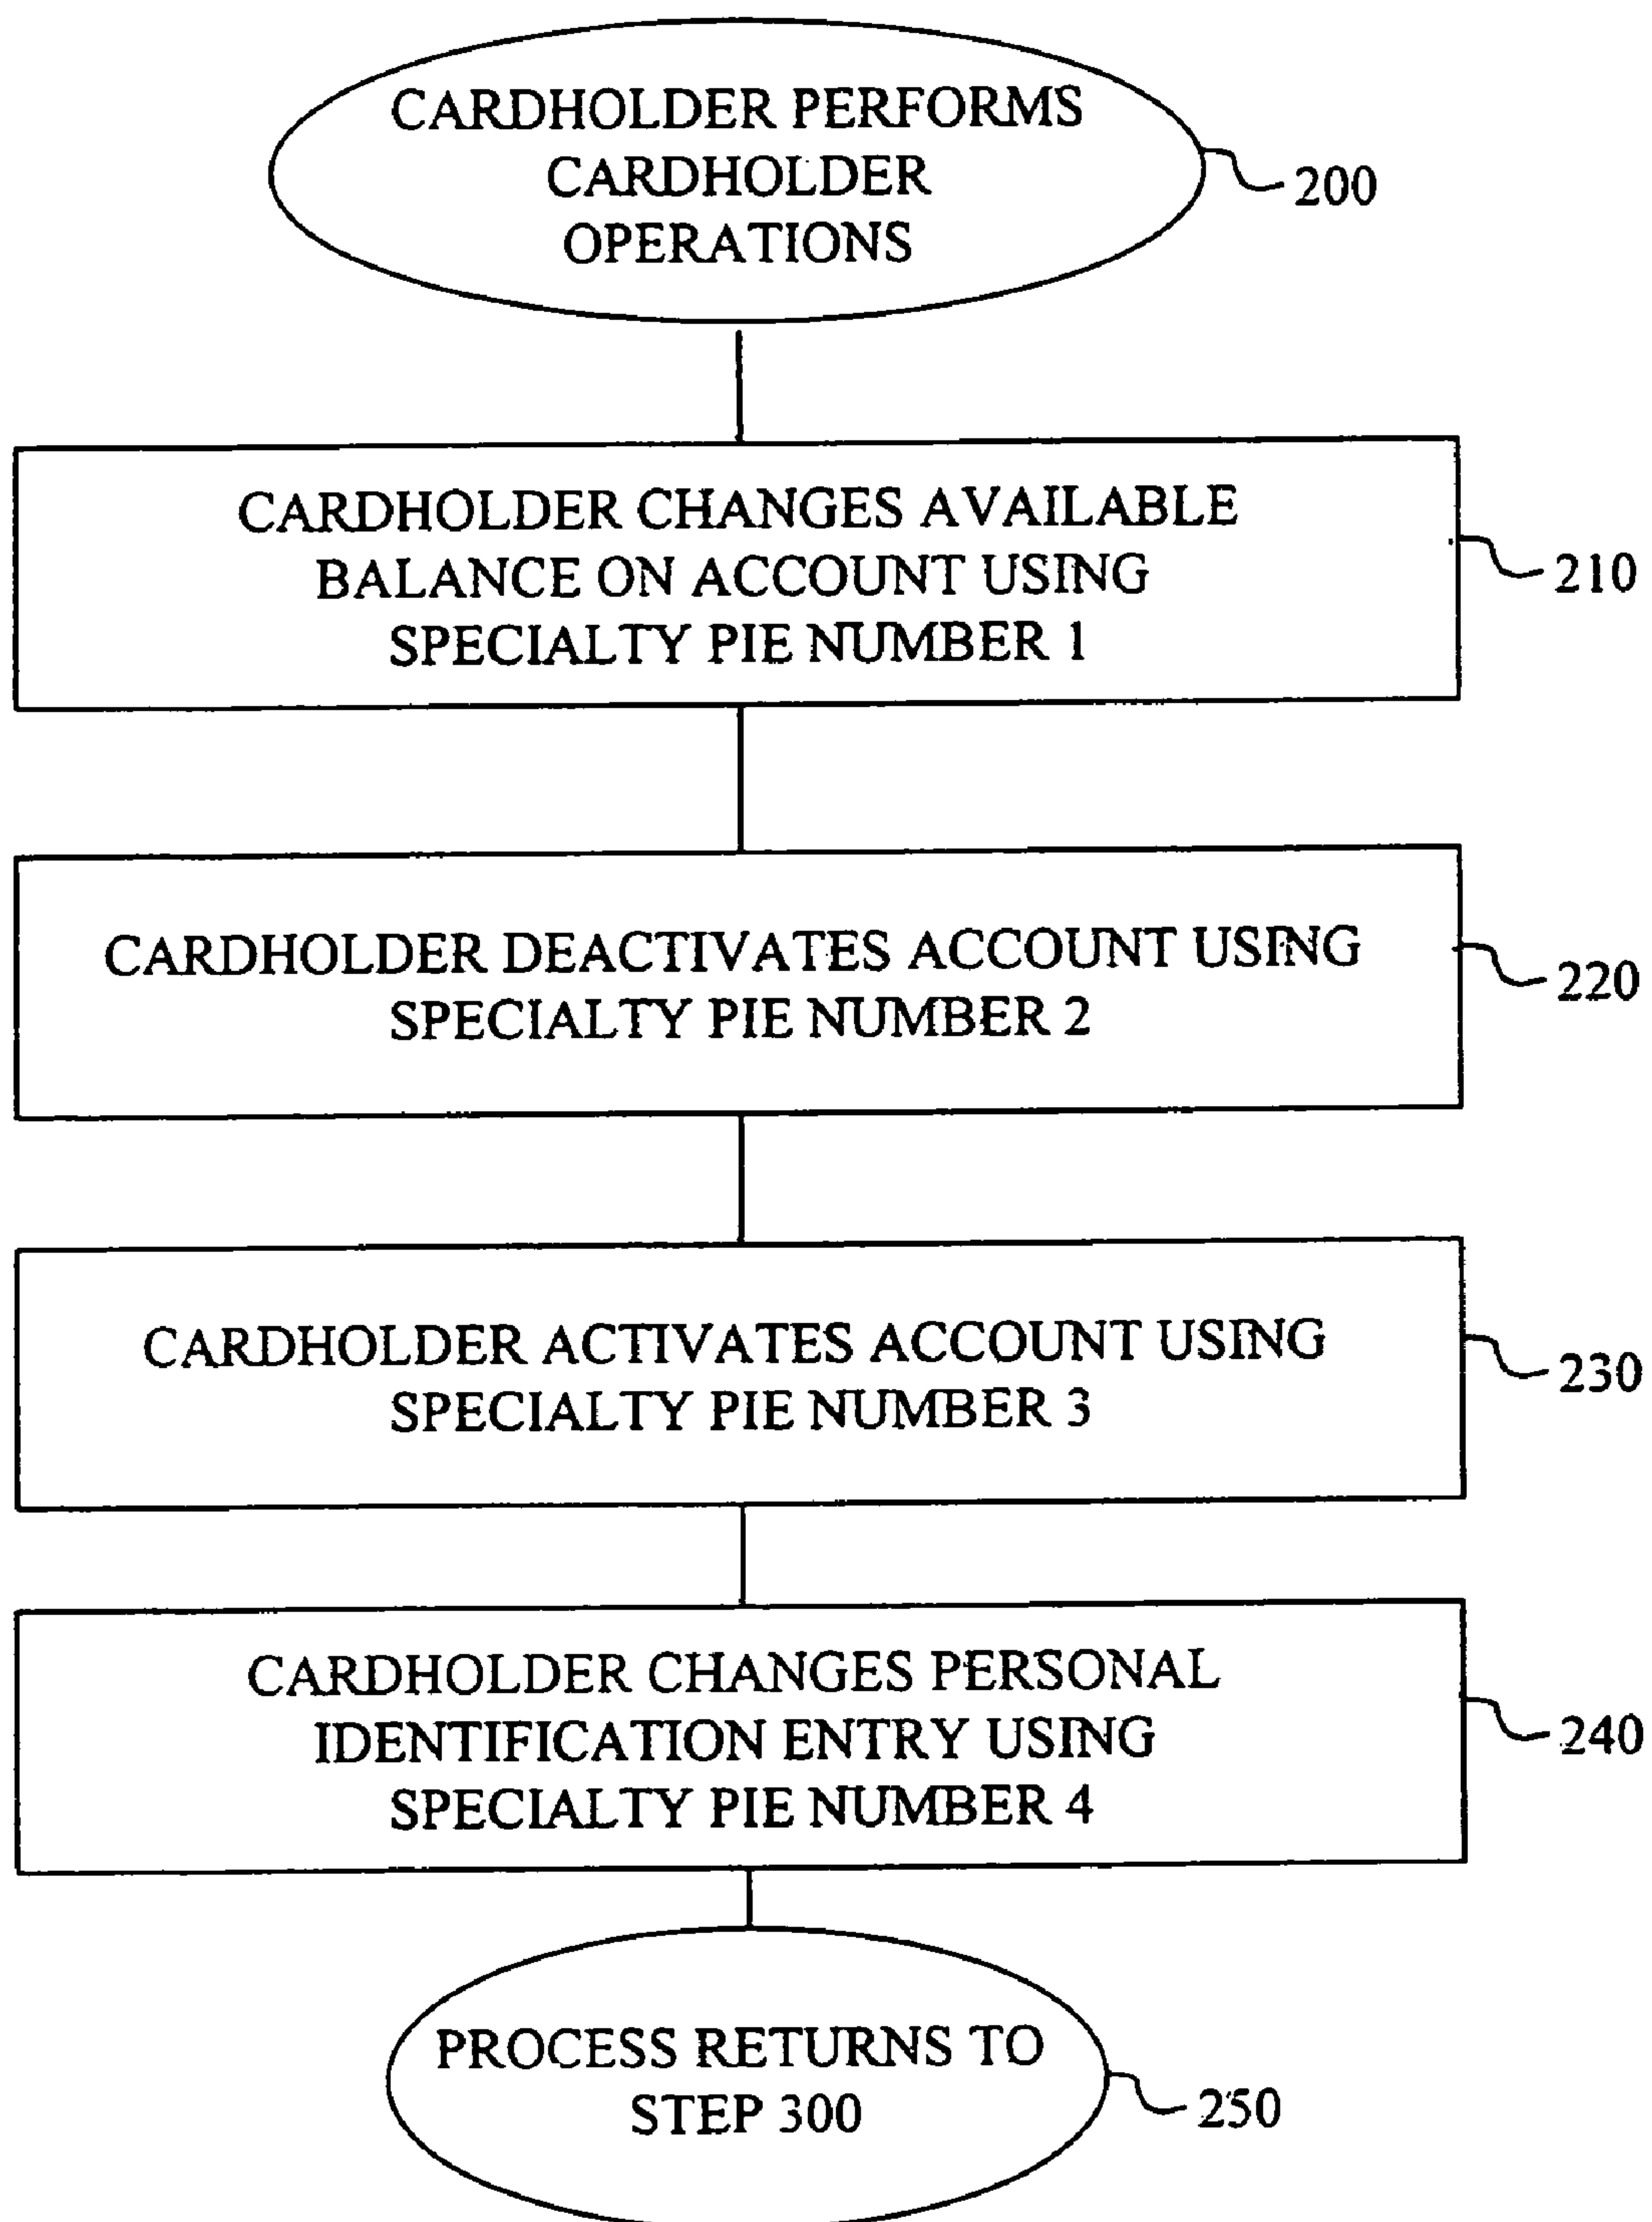 CARDHOLDER PERFORMS
CARDHOLDER
OPERATIONS
200
CARDHOLDER CHANGES AVAILABLE
BALANCE ON ACCOUNT USING
SPECIALTY PIE NUMBER 1
210
CARDHOLDER DEACTIVATES ACCOUNT USING
SPECIALTY PIE NUMBER 2
220
CARDHOLDER ACTIVATES ACCOUNT USING
SPECIALTY PIE NUMBER 3
230
CARDHOLDER CHANGES PERSONAL
IDENTIFICATION ENTRY USING
SPECIALTY PIE NUMBER 4
240
PROCESS RETURNS TO
STEP 300
250